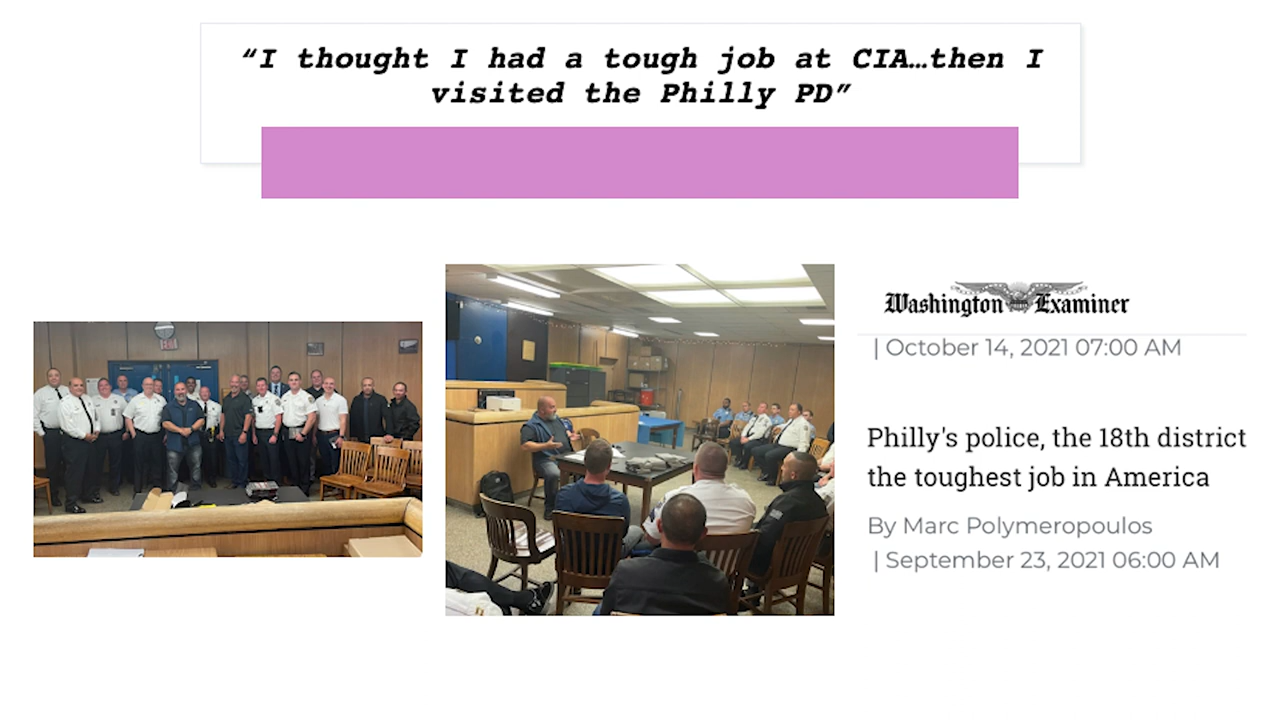 “I thought I had a tough job at CIA…then I
visited the Philly PD”
Washington Examiner
| October 14, 2021 07:00 AM
Philly's police, the 18th district
the toughest job in America
By Marc Polymeropoulos
| September 23, 2021 06:00 AM